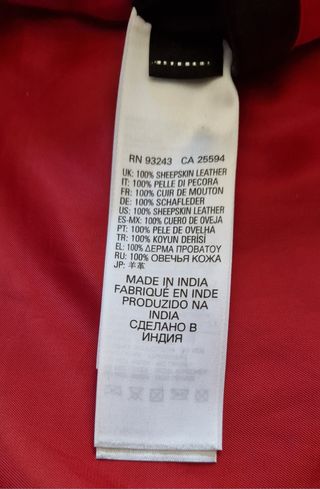 RN 93243 CA 25594
UK: 100% SHEEPSKIN LEATHER
IT: 100% PELLE DI PECORA
FR: 100% CUIR DE MOUTON
DE: 100% SCHAFLEDER
US: 100% SHEEPSKIN LEATHER
ES-MX: 100% CUERO DE OVEJA
PT: 100% PELE DE OVELHA
TR: 100% KOYUN DERİSİ
EL: 100% ΔΕΡΜΑ ΠΡΟΒΑΤΟΥ
RU: 100% ОВЕЧЬЯ КОЖА
JP: 羊革
MADE IN INDIA
FABRIQUÉ EN INDE
PRODUZIDO NA
INDIA
СДЕЛАНО В
ИНДИЯ